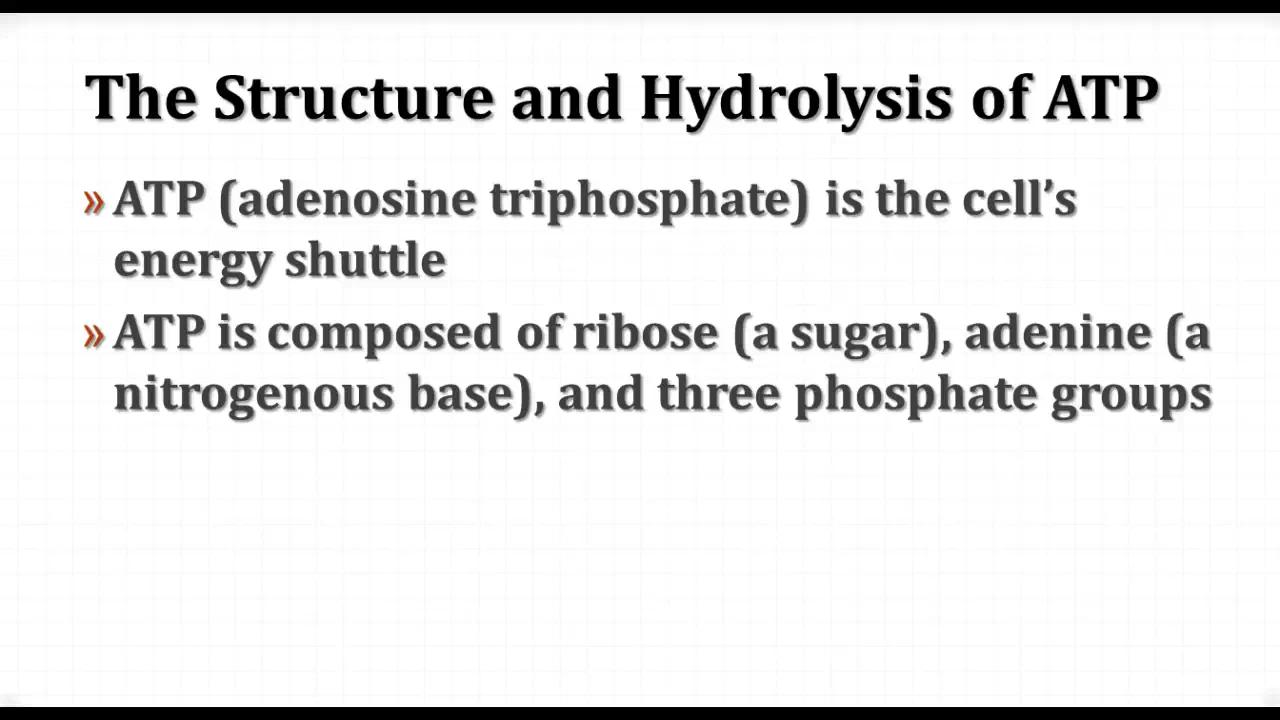 The Structure and Hydrolysis of ATP
» ATP (adenosine triphosphate) is the cell’s
energy shuttle
» ATP is composed of ribose (a sugar), adenine (a
nitrogenous base), and three phosphate groups